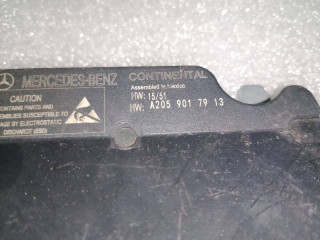 MERCEDES-BENZ CONTINENTAL
Assembled in Mexico
HW: 15/51
HW: A205 901 79 13
CAUTION
CONTAINS PARTS AND
ASSEMBLIES SUSCEPTIBLE TO
DAMAGE BY ELECTROSTATIC
DISCHARGE (ESD)